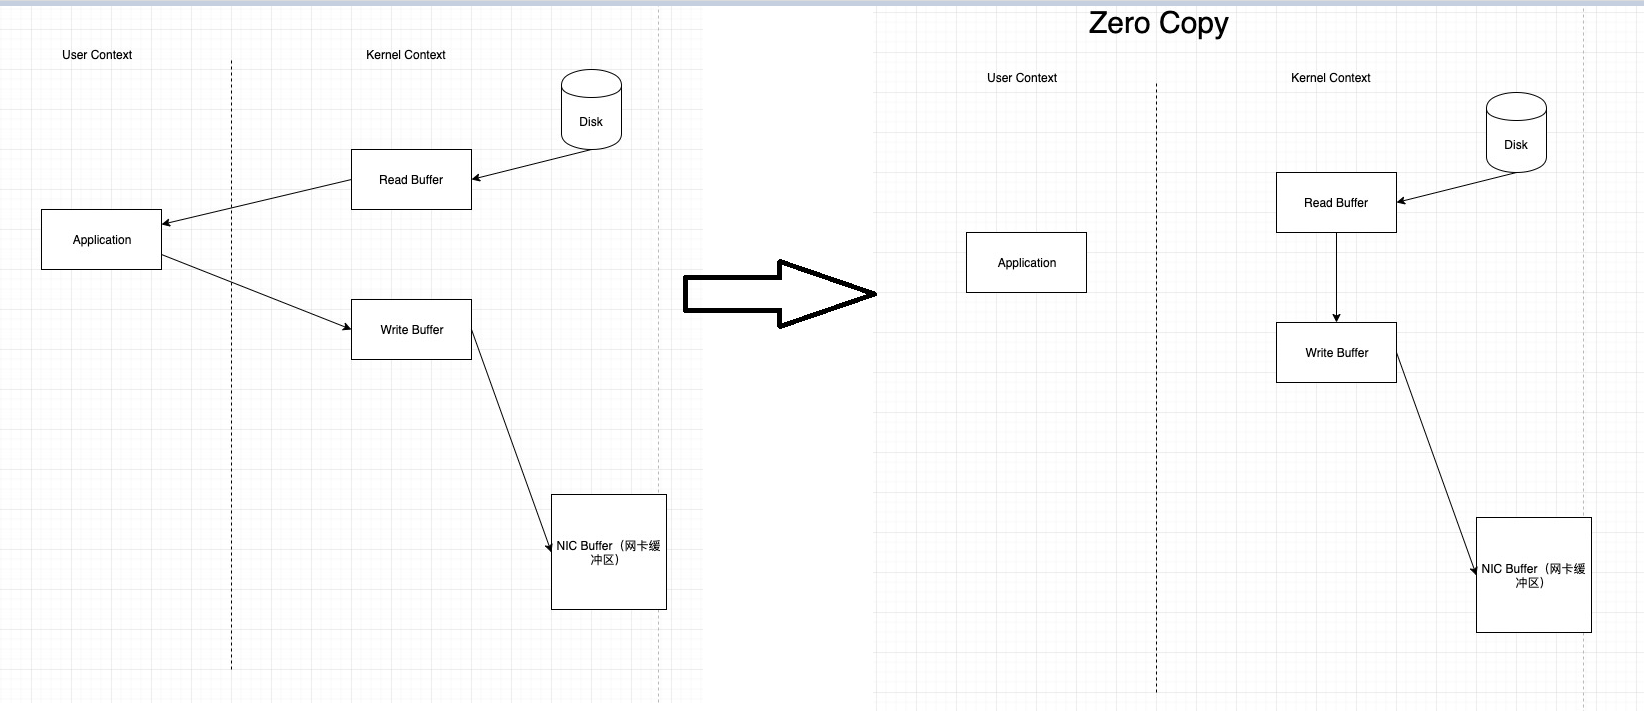 User Context
Kernel Context
Disk
Read Buffer
Application
Write Buffer
NIC Buffer（网卡缓
冲区）
Zero Copy
User Context
Kernel Context
Disk
Read Buffer
Application
Write Buffer
NIC Buffer（网卡缓
冲区）